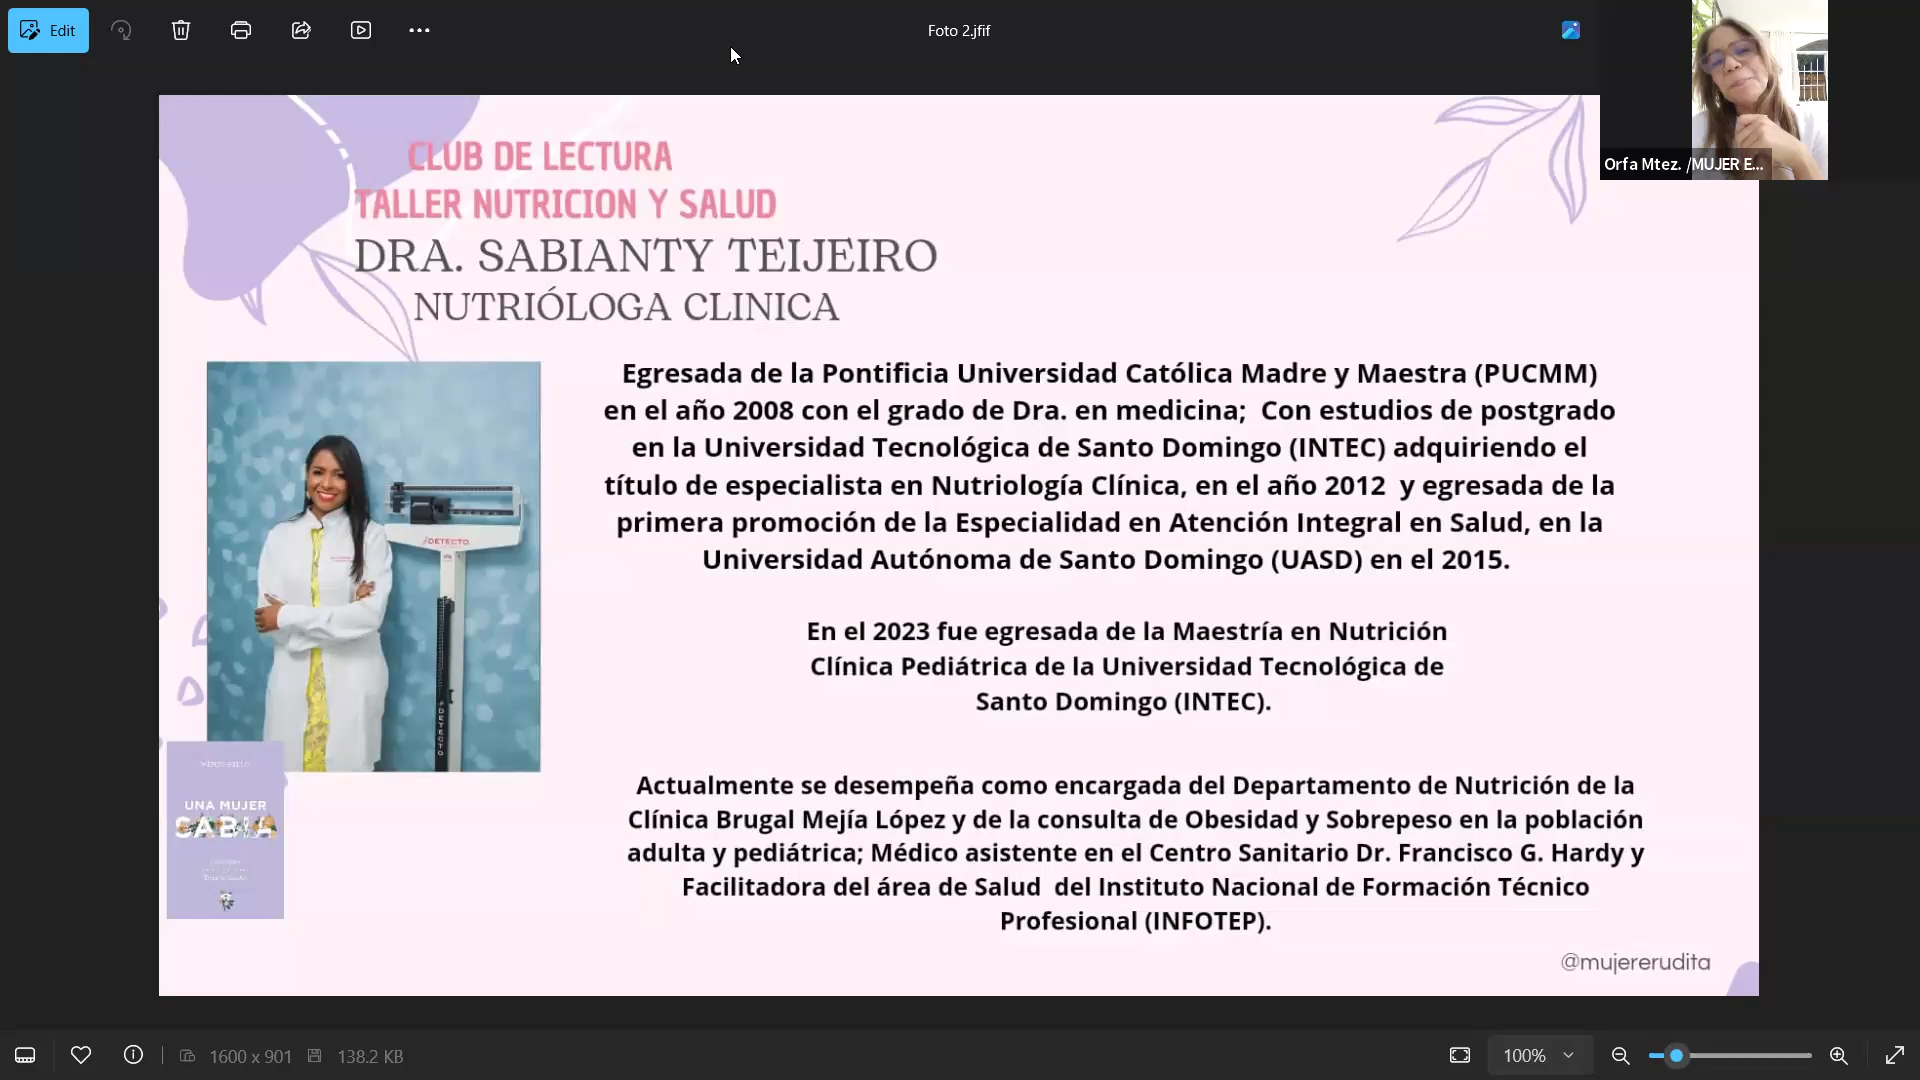 Edit
Foto 2.jfif
Orfa Mtez. /MUJER E...
CLUB DE LECTURA
TALLER NUTRICION Y SALUD
DRA. SABIANTY TEIJEIRO
NUTRIÓLOGA CLINICA
Egresada de la Pontificia Universidad Católica Madre y Maestra (PUCMM)
en el año 2008 con el grado de Dra. en medicina; Con estudios de postgrado
en la Universidad Tecnológica de Santo Domingo (INTEC) adquiriendo el
título de especialista en Nutriología Clínica, en el año 2012 y egresada de la
primera promoción de la Especialidad en Atención Integral en Salud, en la
Universidad Autónoma de Santo Domingo (UASD) en el 2015.
En el 2023 fue egresada de la Maestría en Nutrición
Clínica Pediátrica de la Universidad Tecnológica de
Santo Domingo (INTEC).
Actualmente se desempeña como encargada del Departamento de Nutrición de la
Clínica Brugal Mejía López y de la consulta de Obesidad y Sobrepeso en la población
adulta y pediátrica; Médico asistente en el Centro Sanitario Dr. Francisco G. Hardy y
Facilitadora del área de Salud del Instituto Nacional de Formación Técnico
Profesional (INFOTEP).
DETECTO
DETECTO
UNA MUJER
SABIA
@mujererudita
1600 x 901
138.2 KB
100%